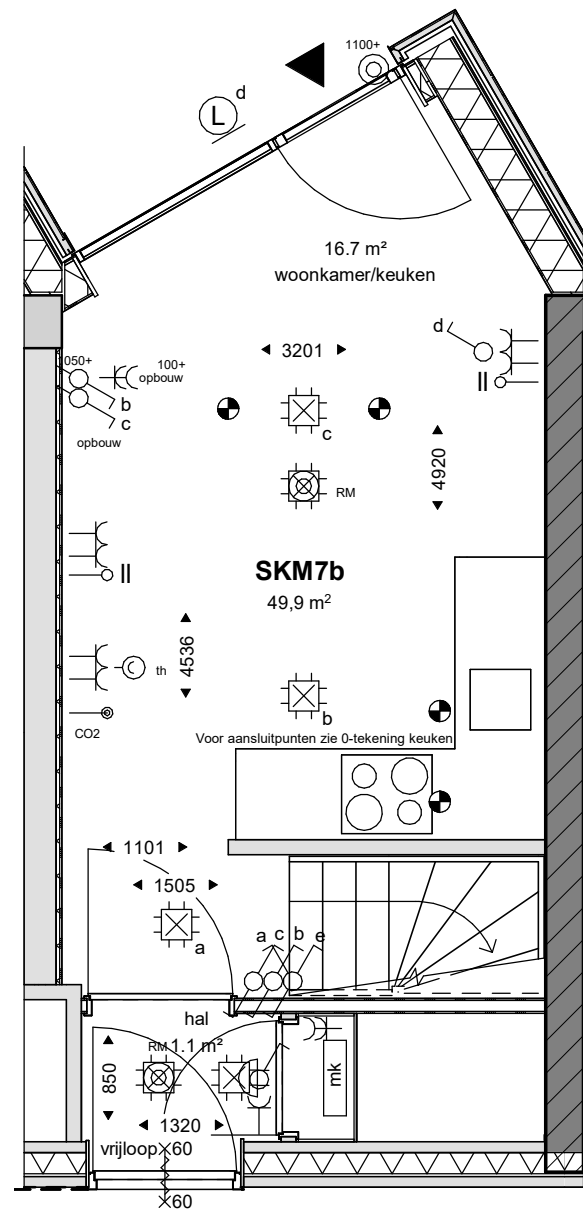 1100+
d
L
16.7 m²
woonkamer/keuken
d
3201
050+
100+
opbouw
b
c
opbouw
c
4920
RM
SKM7b
49,9 m²
4536
th
b
CO2
Voor aansluitpunten zie 0-tekening keuken
1101
1505
a
a c b e
hal
RM 1.1 m²
850
mk
1320
vrijloop 60
60